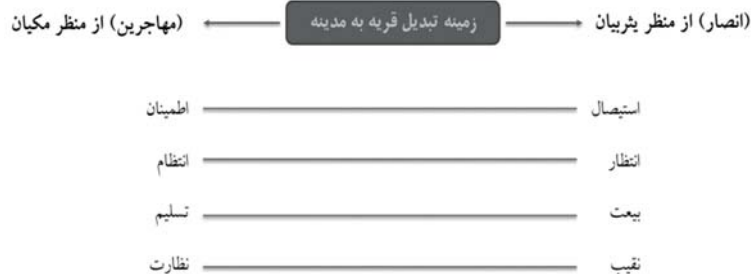 (انصار) از منظر یثربیان زمینه تبدیل قریه به مدینه (مهاجرین) از منظر مکیان
استیصال اطمینان
انتظار انتظام
بیعت تسلیم
نقیب نظارت